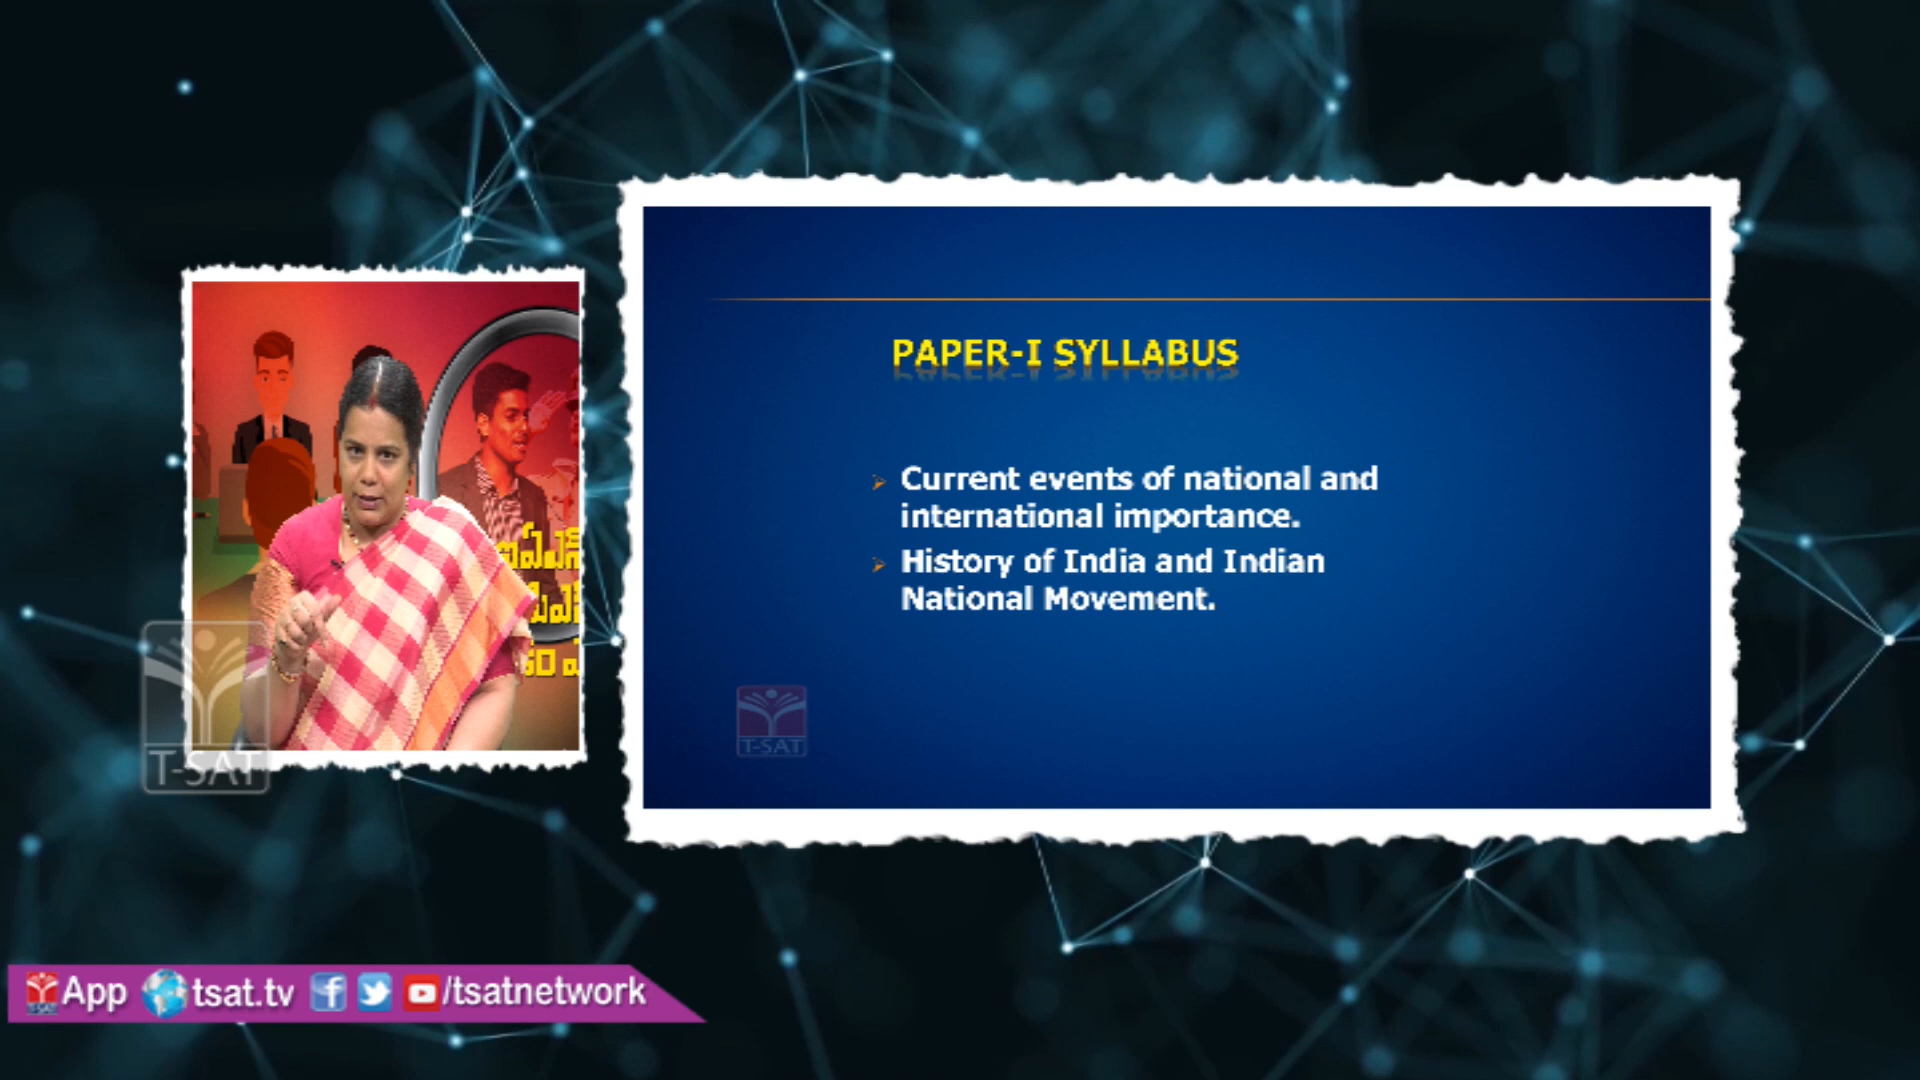 PAPER-I SYLLABUS
Current events of national and
international importance.
History of India and Indian
National Movement.
T-SAT
T-SAT
App tsat.tv /tsatnetwork